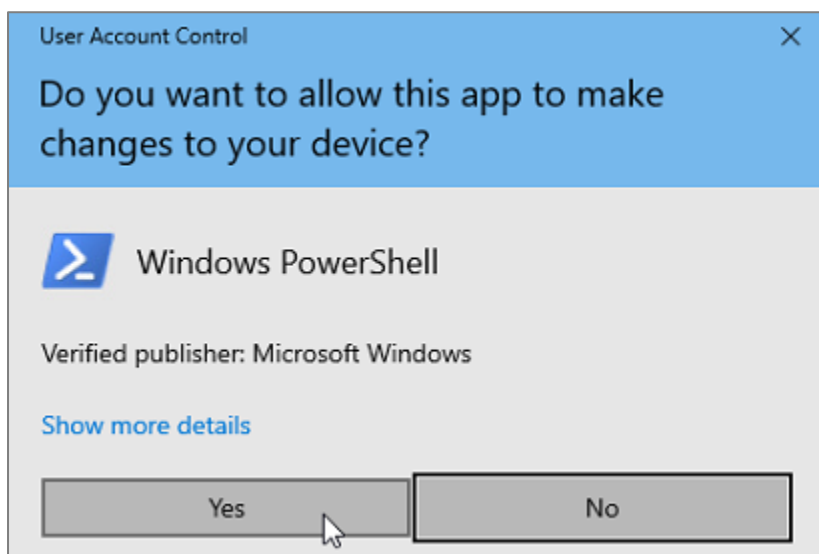 User Account Control
Do you want to allow this app to make
changes to your device?
Windows PowerShell
Verified publisher: Microsoft Windows
Show more details
Yes
No